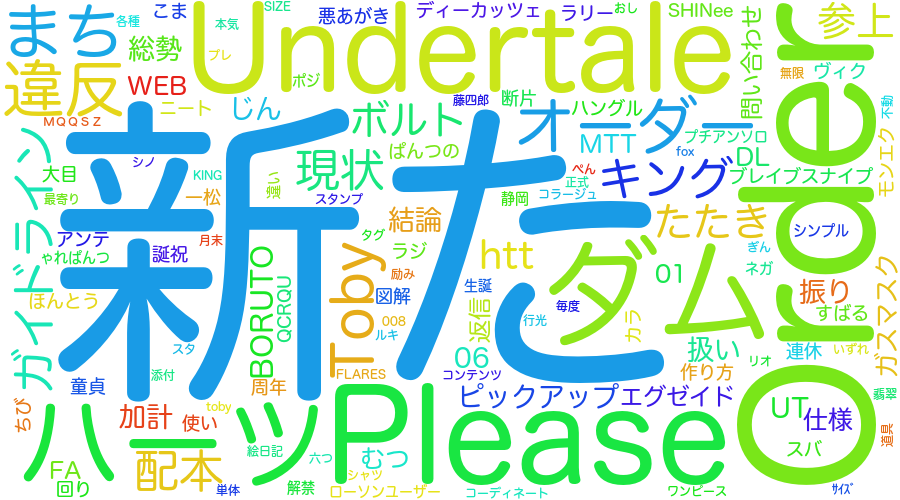 まち
各種
こま
本気
SIZE
Undertale
悪あがき
ディーカッツェ
ラリー
おし
SHINee
問い合わせ
参上
総勢
ブレ
WEB
ポジ
無限
ヴィク
違反
ニート
じん
ボルト
藤四郎
断片
ハングル
オーダー
プチアンソロ
不動
MQQSZ
MTT
モンエク
新た
シノ
ぱんつの
fox
DL
ガイドライン
大目
KING
違い
現状
ぺん
正式
キング
ブレイブスナイプ
最寄り
一松
スタンプ
静岡
コラージュ
アンテ
月末
結論
たたき
シンプル
ゃれぱんつ
誕祝
タグ
ラジ
htt
ダム
ぎん
Order
BORUTO
QCRQU
Toby
励み
図解
生誕
01
ネガ
ガスマスク
ほんとう
毎度
振り
008
返信
行光
カラ
すばる
スタ
ルキ
06
扱い
連休
リオ
いずれ
童貞
添付
周年
FLARES
コンテンツ
作り方
ちび
ハーツ
加計
使い
toby
Please
ピックアップ
エグゼイド
翡翠
UT
仕様
道具
絵日記
六つ
むつ
スバ
FA
回り
配本
シャツ
単体
解禁
ローソンユーザー
コーディネート
ワンピース
ｻｲｽﾞ